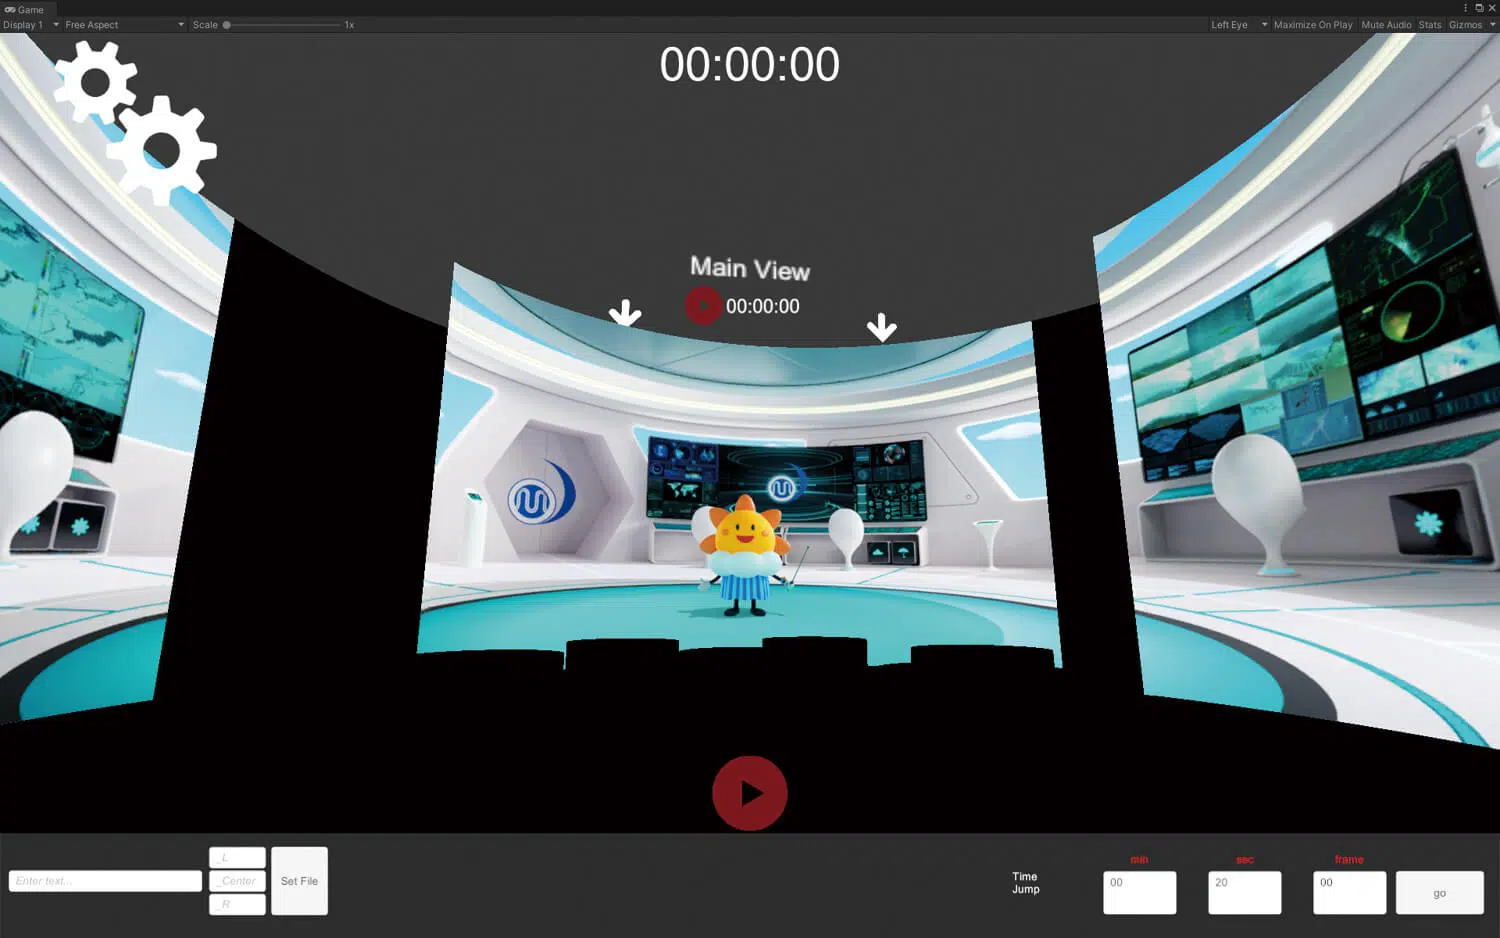 Game
Display 1 Free Aspect Scale 1x Left Eye Maximize On Play Mute Audio Stats Gizmos
00:00:00
Main View
00:00:00
_L
Enter text... _Center Set File
_R
Time
Jump
min sec frame
00 20 00 go